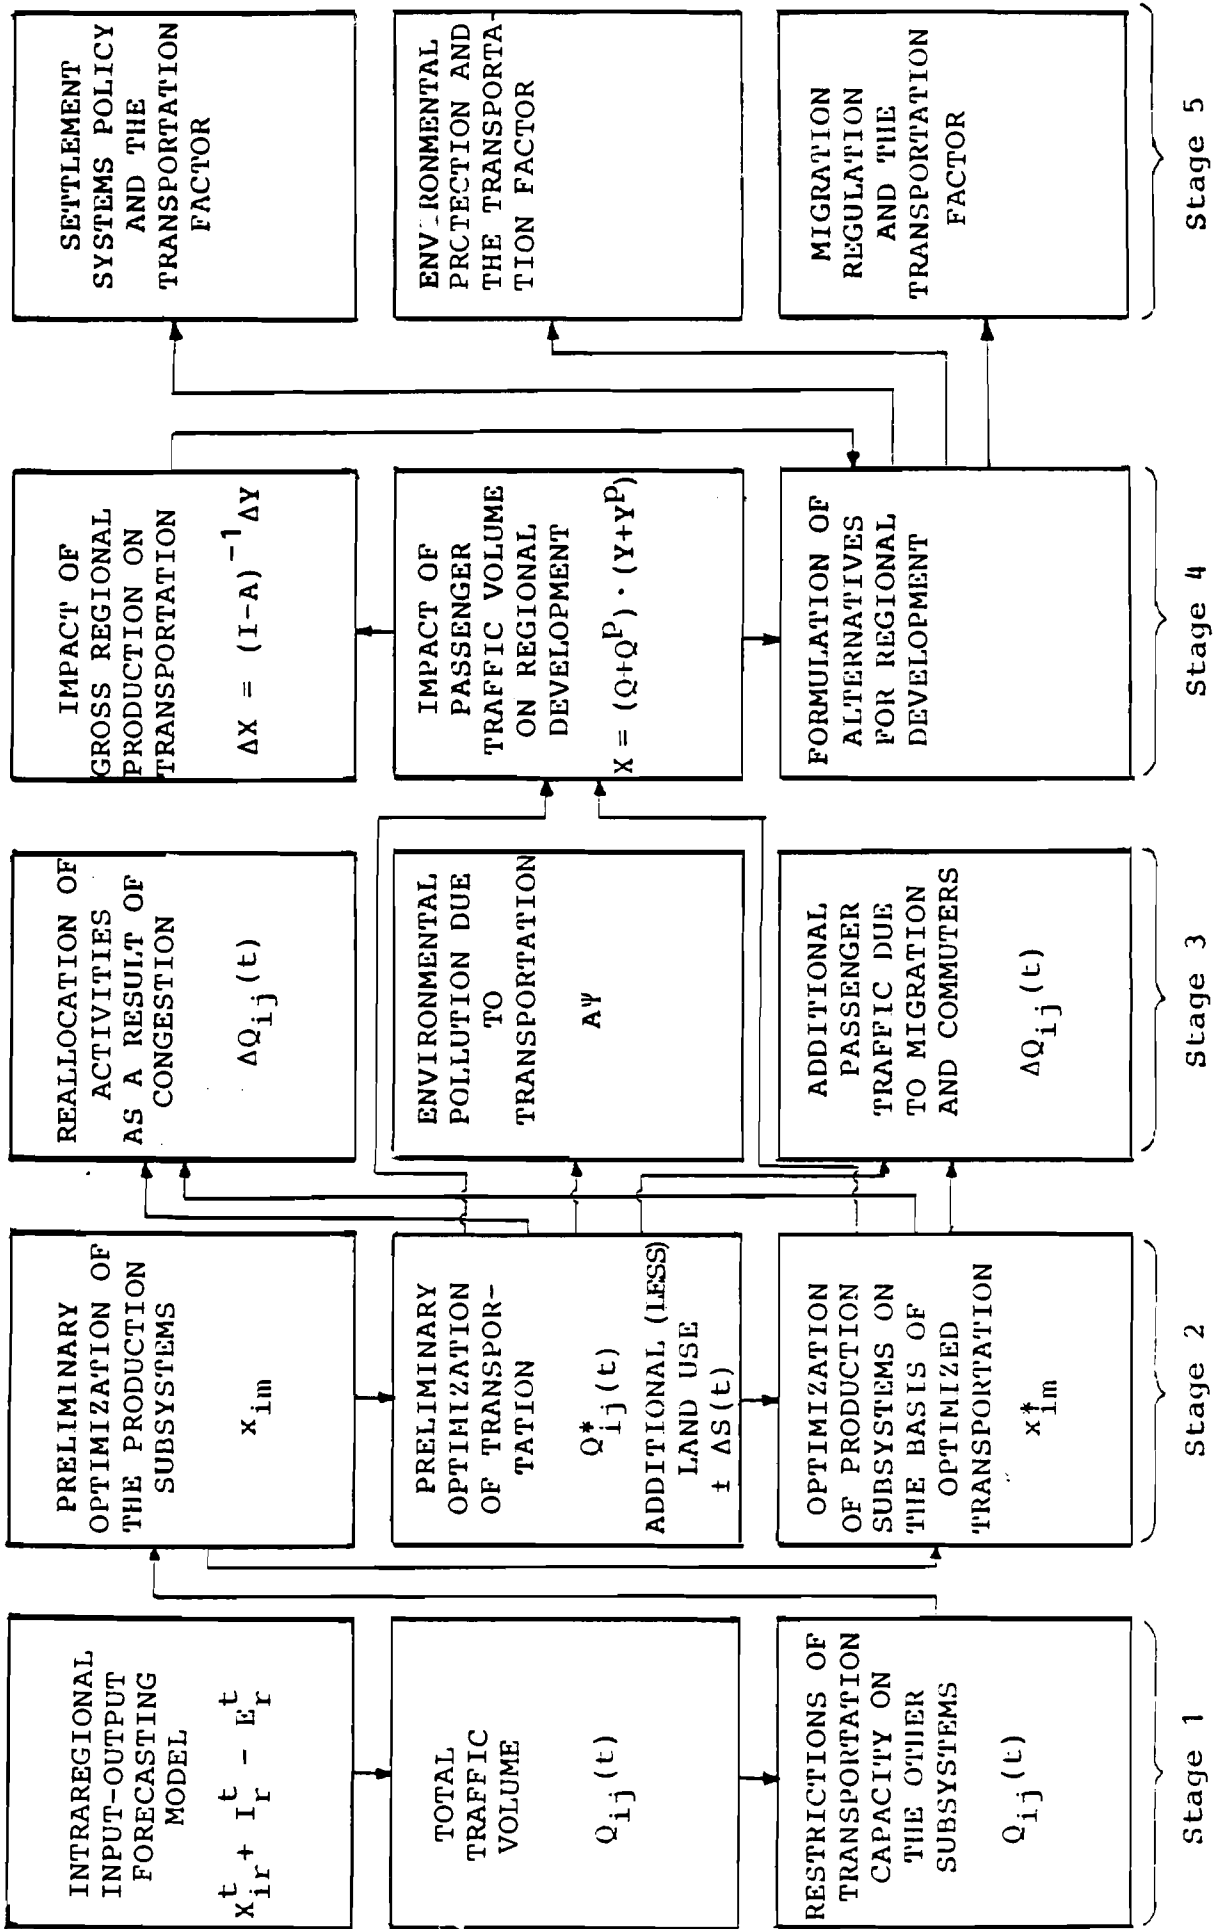 INTRAREGIONAL
INPUT-OUTPUT
FORECASTING
MODEL
X^t_ir + I^t_r - E^t_r
TOTAL
TRAFFIC
VOLUME
Q_ij(t)
RESTRICTIONS OF
TRANSPORTATION
CAPACITY ON
THE OTHER
SUBSYSTEMS
Q_ij(t)
Stage 1
PRELIMINARY
OPTIMIZATION OF
THE PRODUCTION
SUBSYSTEMS
x_im
PRELIMINARY
OPTIMIZATION
OF TRANSPOR-
TATION
Q*_ij(t)
ADDITIONAL (LESS)
LAND USE
± ΔS(t)
OPTIMIZATION
OF PRODUCTION
SUBSYSTEMS ON
THE BASIS OF
OPTIMIZED
TRANSPORTATION
x*_im
Stage 2
REALLOCATION OF
ACTIVITIES
AS A RESULT OF
CONGESTION
ΔQ_ij(t)
ENVIRONMENTAL
POLLUTION DUE
TO
TRANSPORTATION
AΨ
ADDITIONAL
PASSENGER
TRAFFIC DUE
TO MIGRATION
AND COMMUTERS
ΔQ_ij(t)
Stage 3
IMPACT OF
GROSS REGIONAL
PRODUCTION ON
TRANSPORTATION
ΔX = (I-A)^-1 ΔY
IMPACT OF
PASSENGER
TRAFFIC VOLUME
ON REGIONAL
DEVELOPMENT
X = (Q+Q^P)·(Y+Y^P)
FORMULATION OF
ALTERNATIVES
FOR REGIONAL
DEVELOPMENT
Stage 4
SETTLEMENT
SYSTEMS POLICY
AND THE
TRANSPORTATION
FACTOR
ENVIRONMENTAL
PROTECTION AND
THE TRANSPORTA-
TION FACTOR
MIGRATION
REGULATION
AND THE
TRANSPORTATION
FACTOR
Stage 5